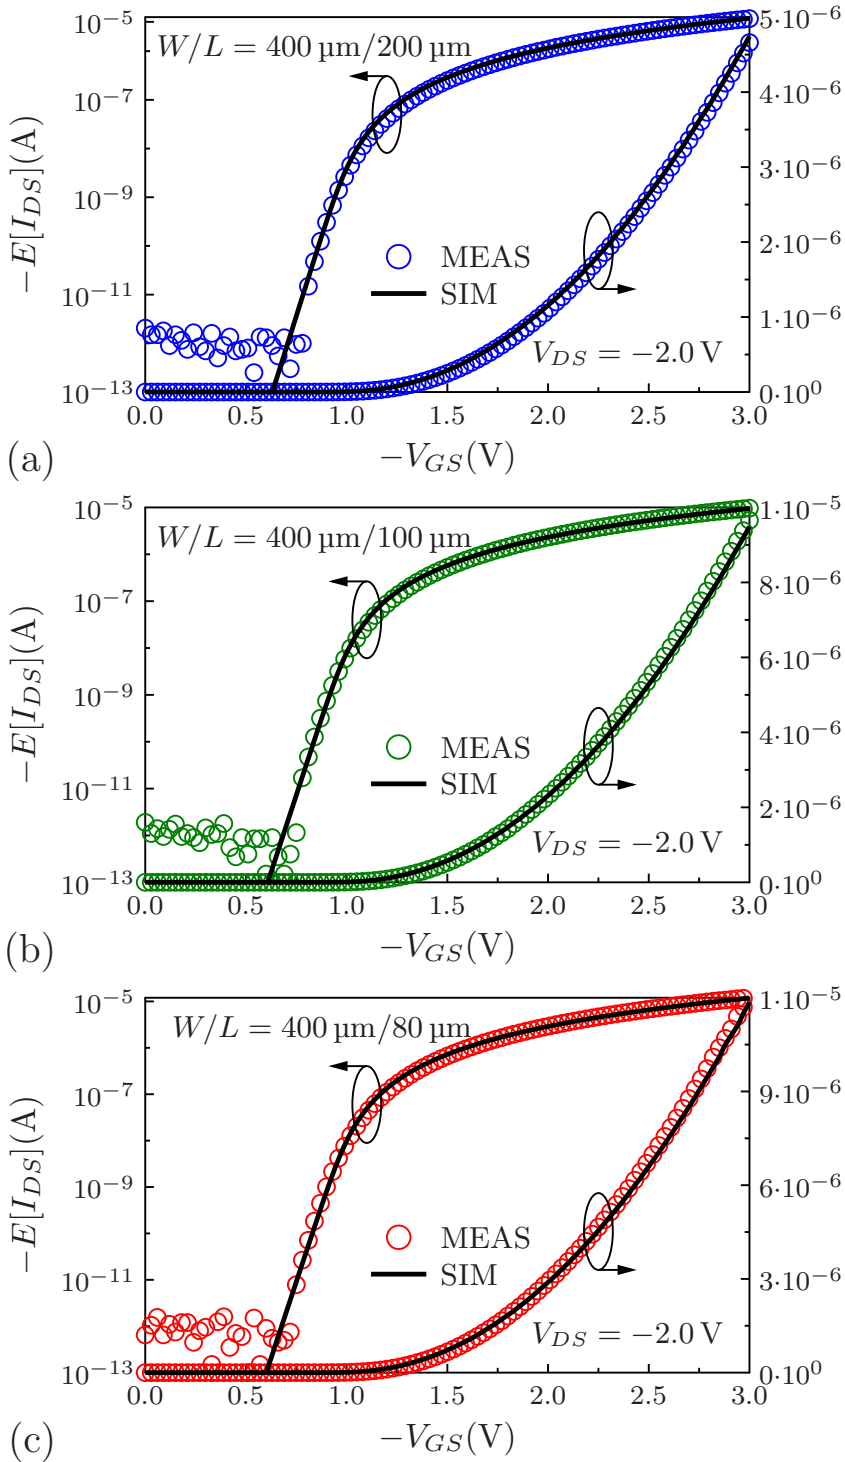 W/L = 400 μm/200 μm
−E[I_DS](A)
10⁻⁵
10⁻⁷
10⁻⁹
10⁻¹¹
10⁻¹³
5·10⁻⁶
4·10⁻⁶
3·10⁻⁶
2·10⁻⁶
1·10⁻⁶
0·10⁰
MEAS
SIM
V_DS = −2.0 V
0.0 0.5 1.0 1.5 2.0 2.5 3.0
(a) −V_GS(V)
W/L = 400 μm/100 μm
−E[I_DS](A)
10⁻⁵
10⁻⁷
10⁻⁹
10⁻¹¹
10⁻¹³
1·10⁻⁵
8·10⁻⁶
6·10⁻⁶
4·10⁻⁶
2·10⁻⁶
0·10⁰
MEAS
SIM
V_DS = −2.0 V
0.0 0.5 1.0 1.5 2.0 2.5 3.0
(b) −V_GS(V)
W/L = 400 μm/80 μm
−E[I_DS](A)
10⁻⁵
10⁻⁷
10⁻⁹
10⁻¹¹
10⁻¹³
1·10⁻⁵
9·10⁻⁶
6·10⁻⁶
3·10⁻⁶
0·10⁰
MEAS
SIM
V_DS = −2.0 V
0.0 0.5 1.0 1.5 2.0 2.5 3.0
(c) −V_GS(V)